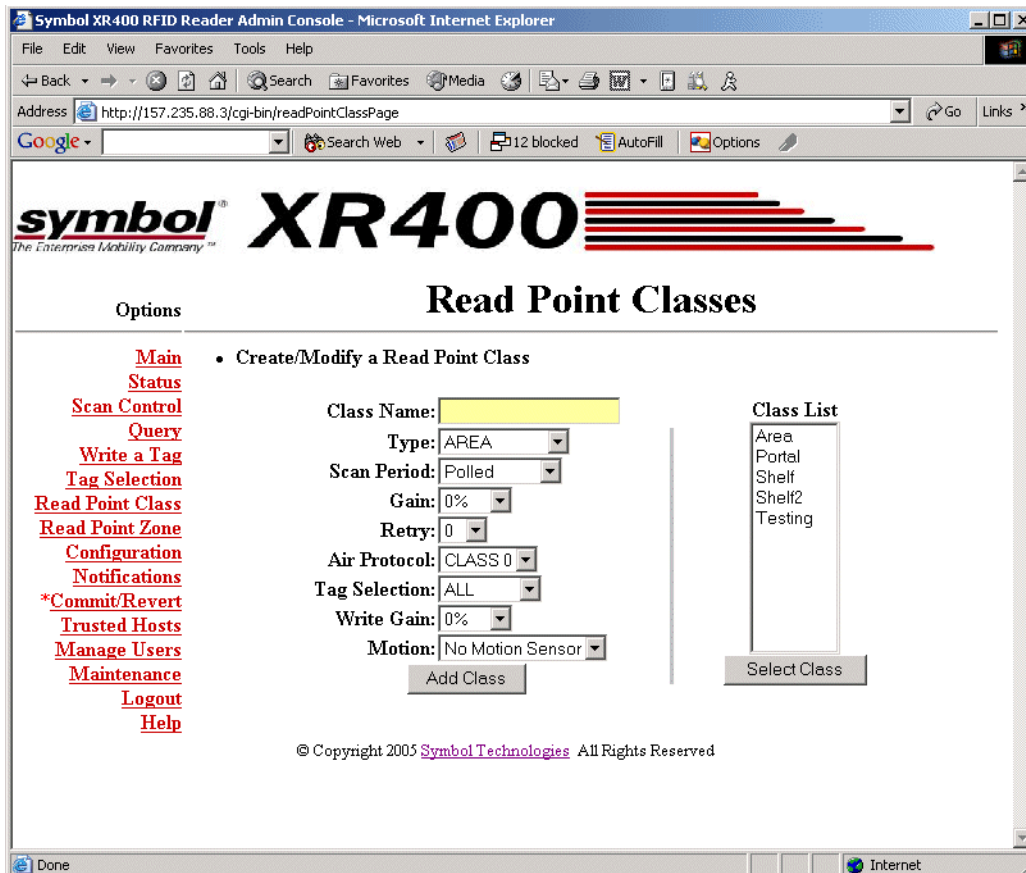 Symbol XR400 RFID Reader Admin Console - Microsoft Internet Explorer
File Edit View Favorites Tools Help
Back Search Favorites Media
Address http://157.235.88.3/cgi-bin/readPointClassPage Go Links
Google Search Web 12 blocked AutoFill Options
symbol® XR400
The Enterprise Mobility Company™
Options
Read Point Classes
Main
Status
Scan Control
Query
Write a Tag
Tag Selection
Read Point Class
Read Point Zone
Configuration
Notifications
*Commit/Revert
Trusted Hosts
Manage Users
Maintenance
Logout
Help
• Create/Modify a Read Point Class
Class Name:
Type: AREA
Scan Period: Polled
Gain: 0%
Retry: 0
Air Protocol: CLASS 0
Tag Selection: ALL
Write Gain: 0%
Motion: No Motion Sensor
Add Class
Class List
Area
Portal
Shelf
Shelf2
Testing
Select Class
© Copyright 2005 Symbol Technologies All Rights Reserved
Done Internet